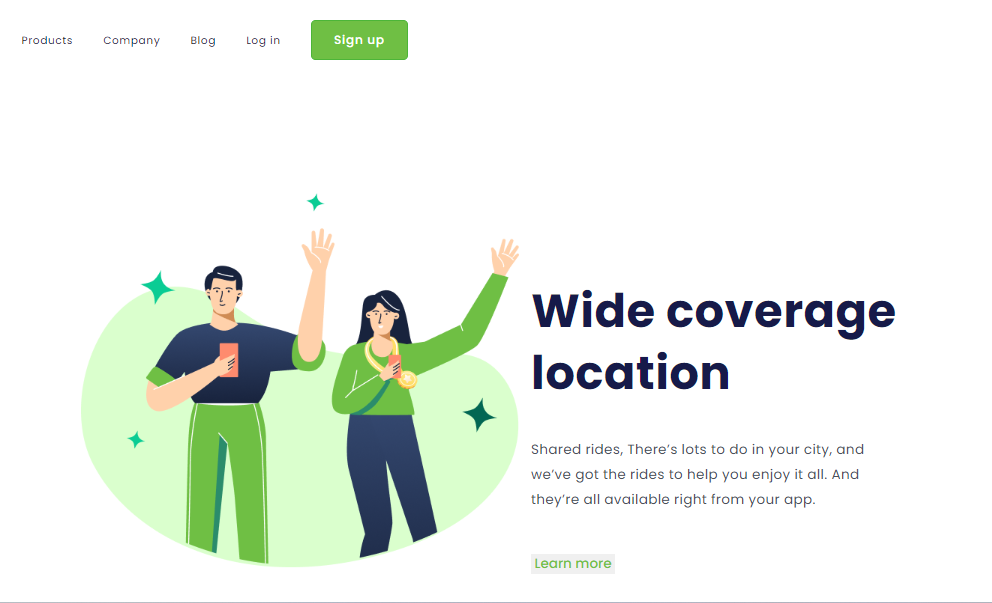 Products Company Blog Log in Sign up
Wide coverage
location
Shared rides, There’s lots to do in your city, and
we’ve got the rides to help you enjoy it all. And
they’re all available right from your app.
Learn more